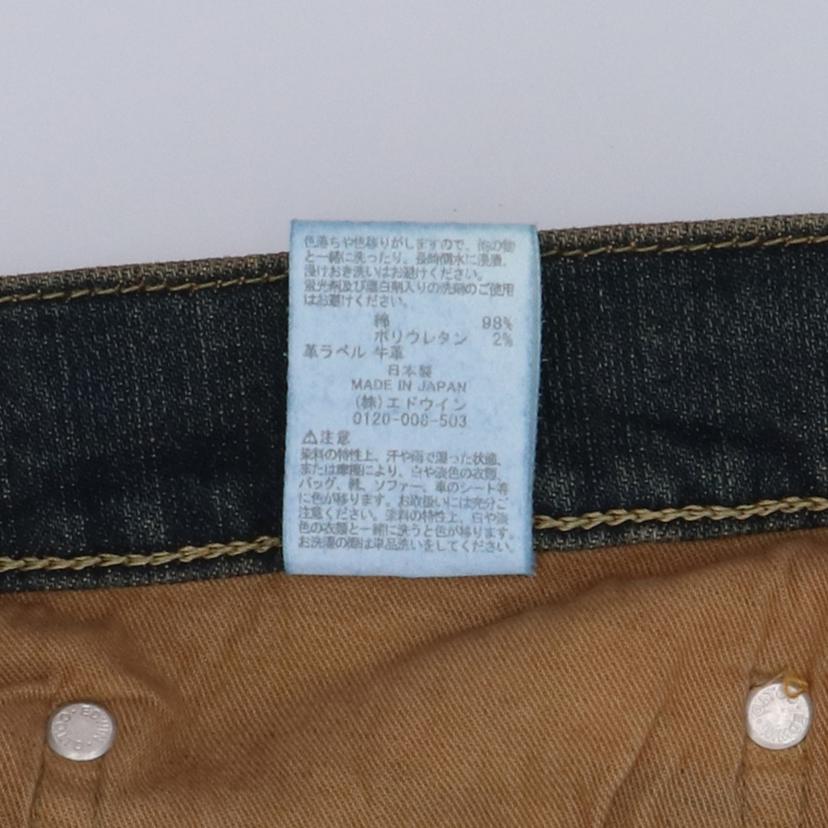 色落ちや色移りがしますので、他の物
と一緒に洗ったり、長時間水に浸漬、
浸けおき洗いはお避けください。
蛍光剤及び蛋白剤入りの洗剤のご使用
はお避けください。
綿 98%
ポリウレタン 2%
革ラベル 牛革
日本製
MADE IN JAPAN
(株)エドウイン
0120-008-503
⚠注意
染料の特性上、汗や雨で湿った状態、
または摩擦により、白や淡色の衣類、
バッグ、靴、ソファー、車のシート等
に色が移ります。お取扱いには充分ご
注意ください。染料の特性上、白や淡
色の衣類と一緒に洗うと色が移ります。
お洗濯の際は単品洗いをしてください。
EDWIN
EDWIN